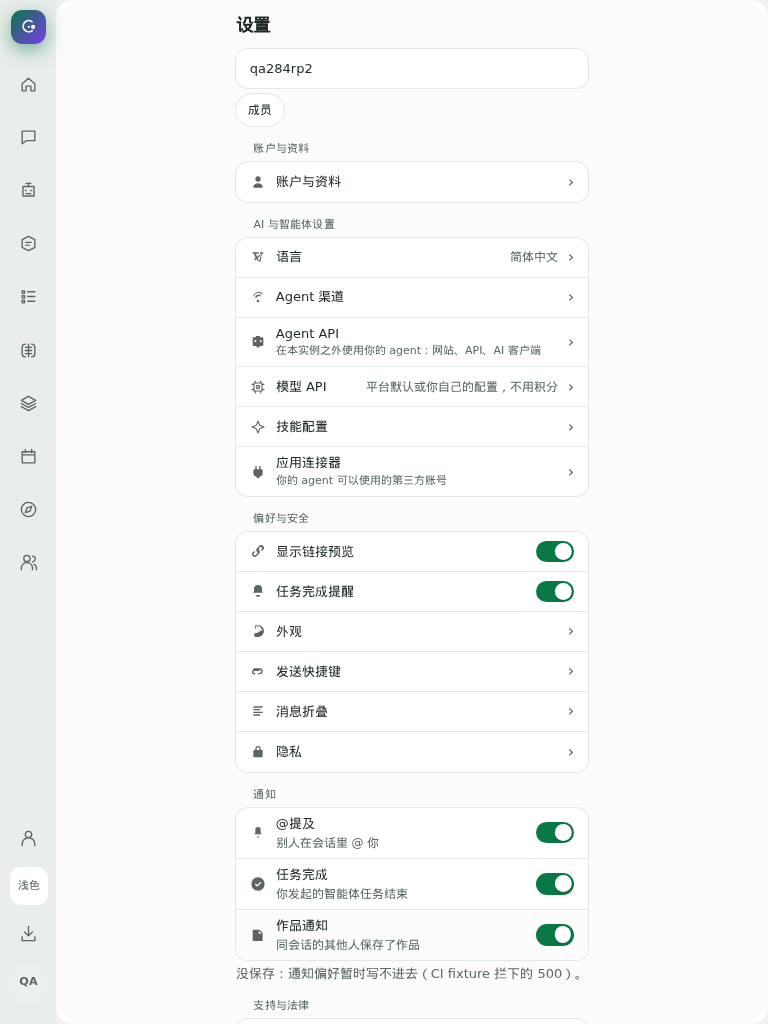 设置
qa284rp2
成员
账户与资料
账户与资料
AI 与智能体设置
语言 简体中文
Agent 渠道
Agent API
在本实例之外使用你的 agent：网站、API、AI 客户端
模型 API 平台默认或你自己的配置，不用积分
技能配置
应用连接器
你的 agent 可以使用的第三方账号
偏好与安全
显示链接预览
任务完成提醒
外观
发送快捷键
消息折叠
隐私
通知
@提及
别人在会话里 @ 你
任务完成
你发起的智能体任务结束
作品通知
同会话的其他人保存了作品
没保存：通知偏好暂时写不进去（CI fixture 拦下的 500）。
支持与法律
浅色
QA